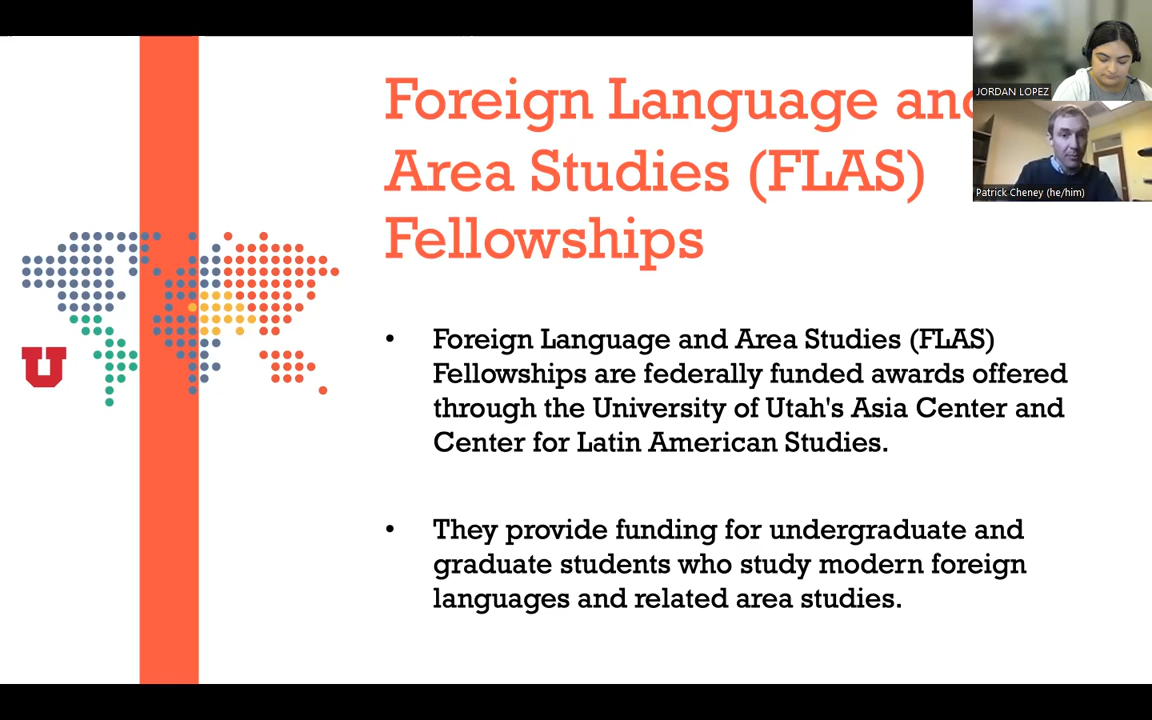 Foreign Language and
Area Studies (FLAS)
Fellowships
JORDAN LOPEZ
Patrick Cheney (he/him)
U
• Foreign Language and Area Studies (FLAS)
Fellowships are federally funded awards offered
through the University of Utah's Asia Center and
Center for Latin American Studies.
• They provide funding for undergraduate and
graduate students who study modern foreign
languages and related area studies.